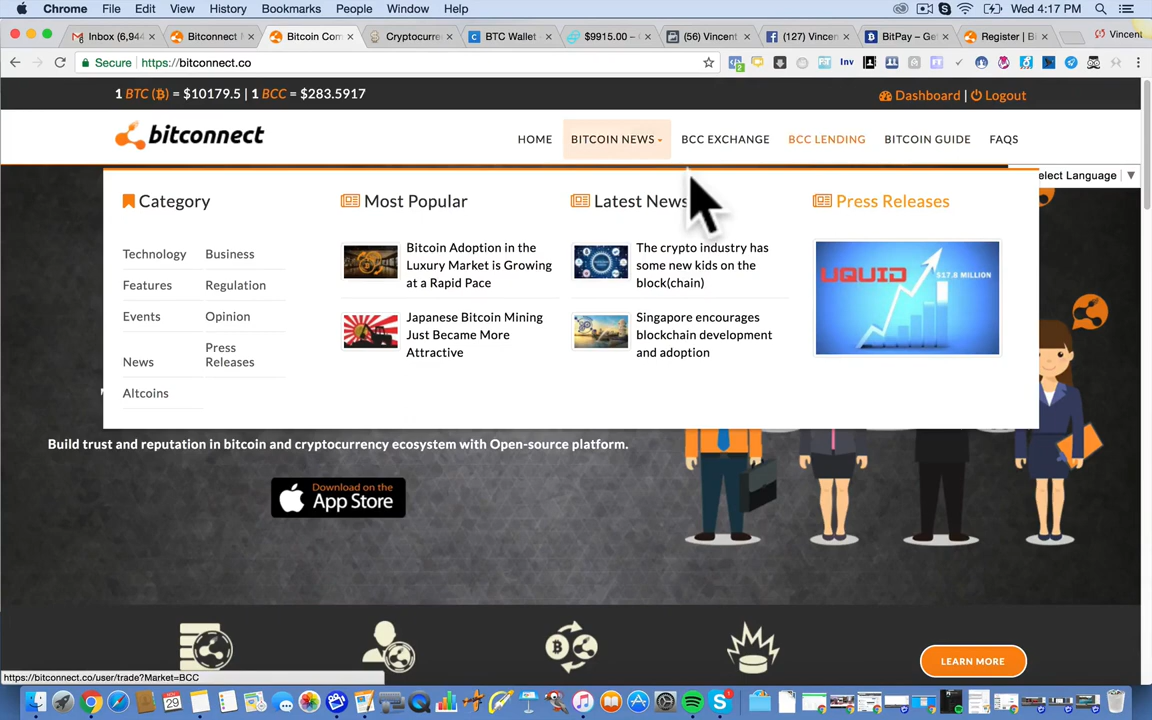 Chrome File Edit View History Bookmarks People Window Help Wed 4:17 PM
Inbox (6,944 Bitconnect Bitcoin Com Cryptocurre BTC Wallet $9915.00 – (56) Vincent (127) Vincen BitPay – Ge Register | Bi Vincent
Secure https://bitconnect.co
1 BTC (₿) = $10179.5 | 1 BCC = $283.5917 Dashboard | Logout
bitconnect HOME BITCOIN NEWS BCC EXCHANGE BCC LENDING BITCOIN GUIDE FAQS
elect Language
Category Most Popular Latest News Press Releases
Technology Business
Features Regulation
Events Opinion
News Press
Releases
Altcoins
Bitcoin Adoption in the
Luxury Market is Growing
at a Rapid Pace
Japanese Bitcoin Mining
Just Became More
Attractive
The crypto industry has
some new kids on the
block(chain)
Singapore encourages
blockchain development
and adoption
UQUID $17.8 MILLION
Build trust and reputation in bitcoin and cryptocurrency ecosystem with Open-source platform.
Download on the
App Store
LEARN MORE
https://bitconnect.co/user/trade?Market=BCC